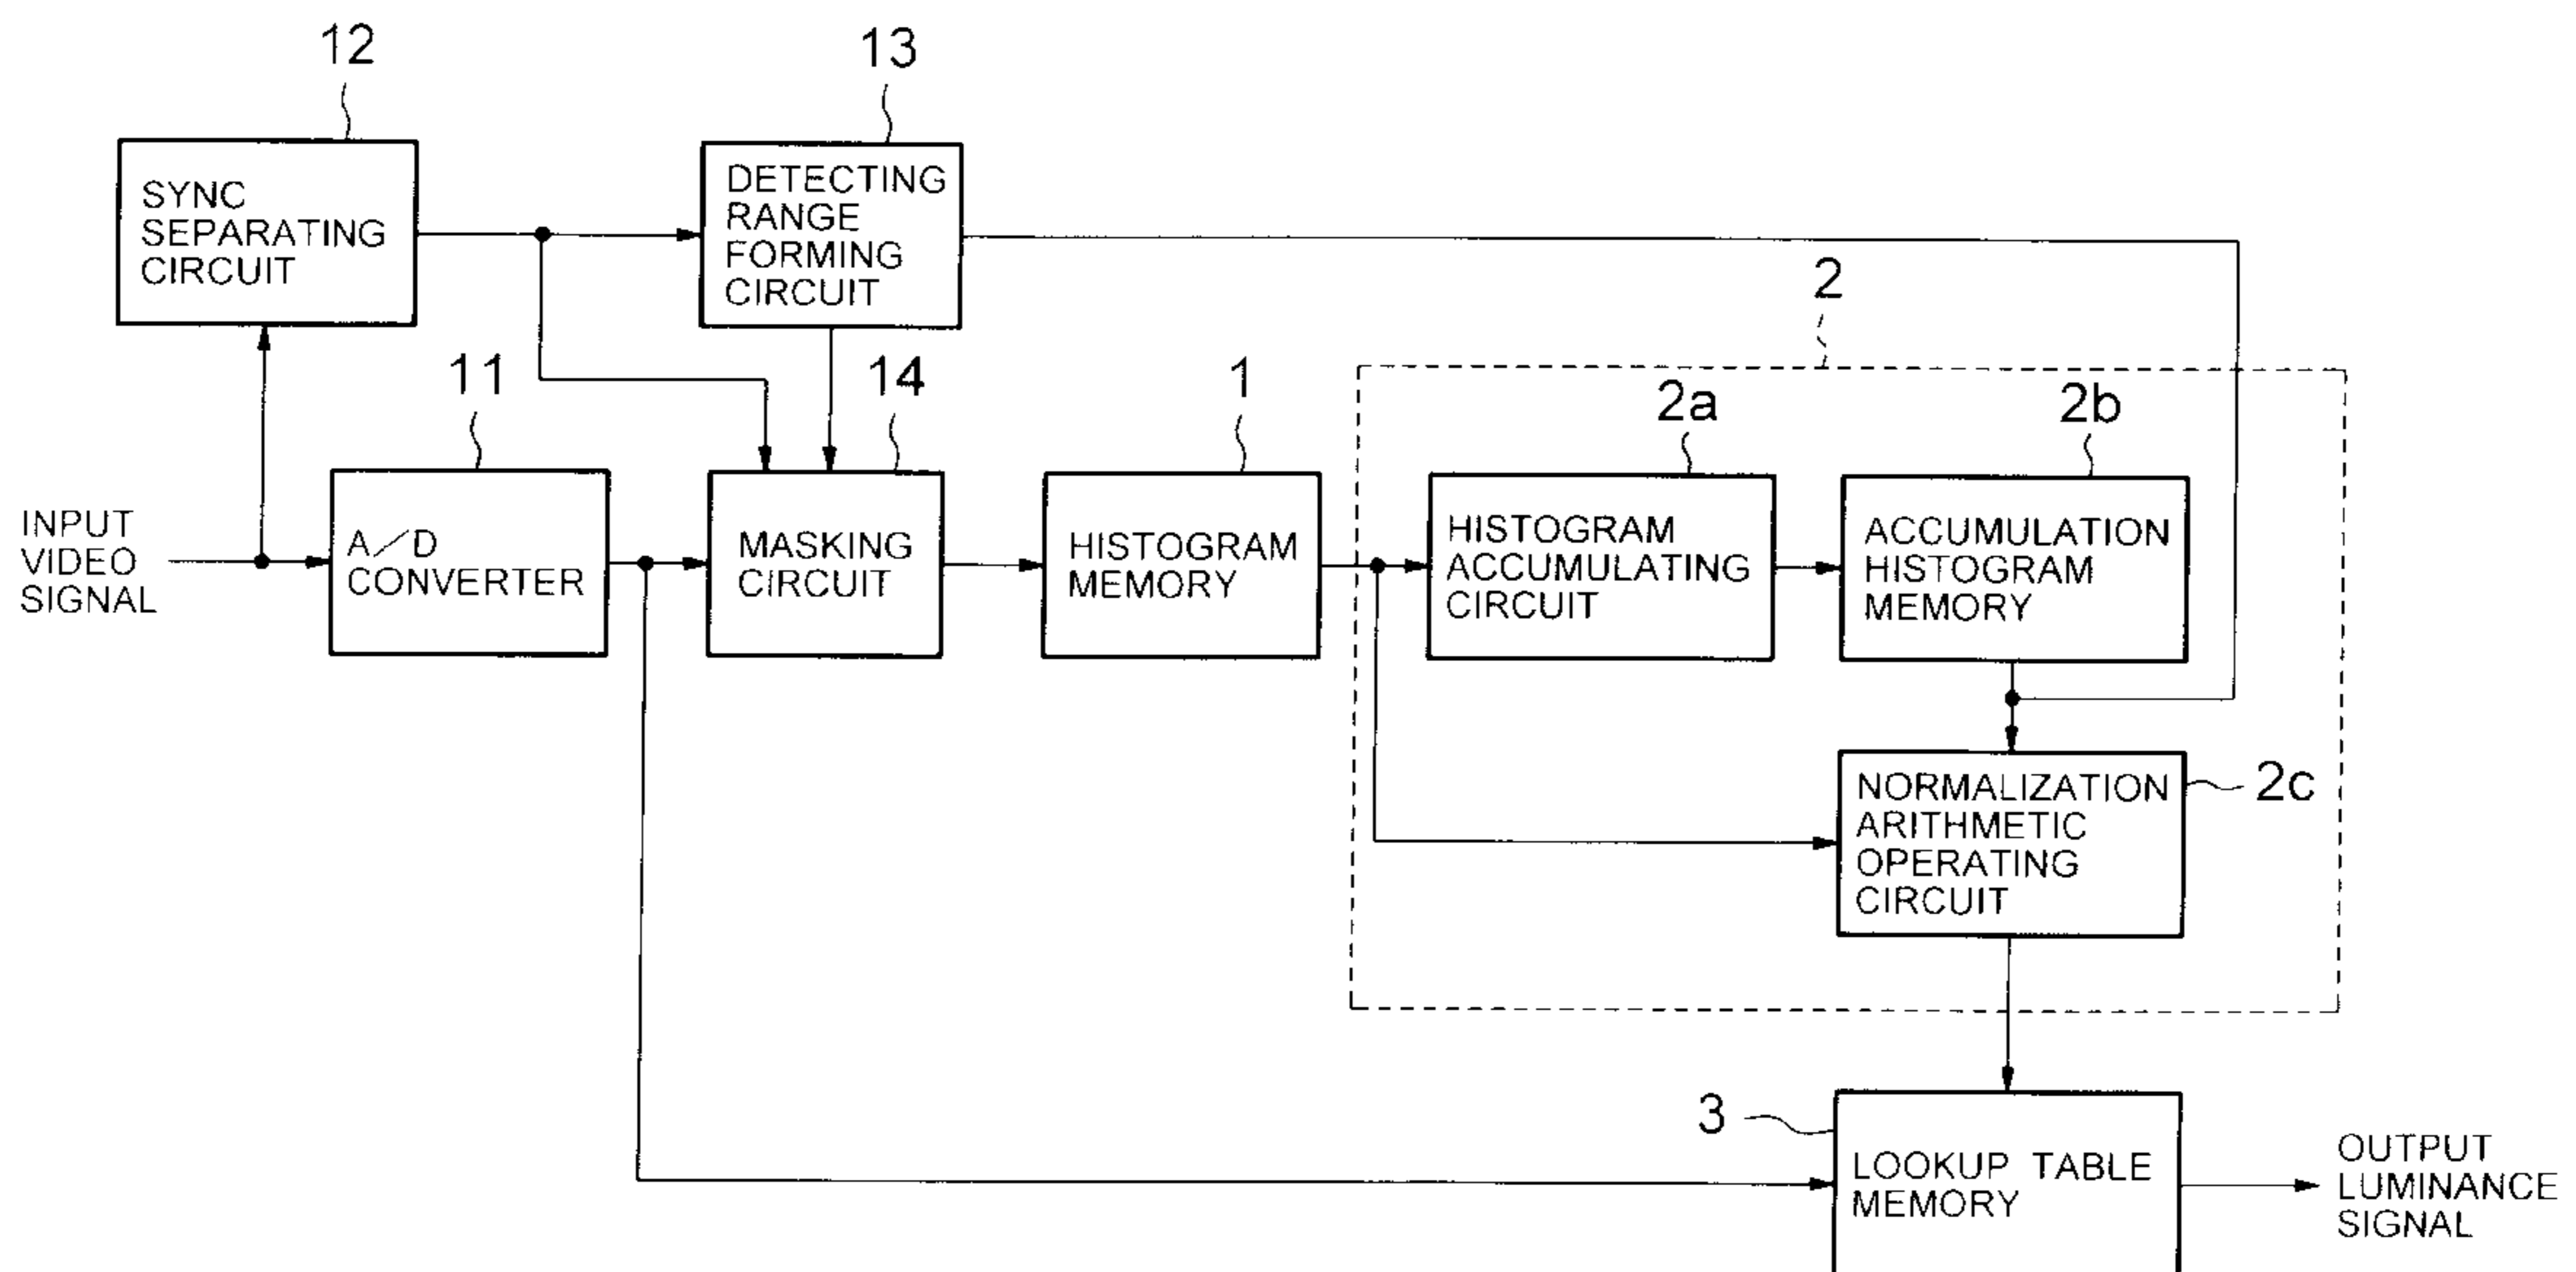 12
13
SYNC
SEPARATING
CIRCUIT
DETECTING
RANGE
FORMING
CIRCUIT
2
11
14
1
2a
2b
INPUT
VIDEO
SIGNAL
A/D
CONVERTER
MASKING
CIRCUIT
HISTOGRAM
MEMORY
HISTOGRAM
ACCUMULATING
CIRCUIT
ACCUMULATION
HISTOGRAM
MEMORY
NORMALIZATION
ARITHMETIC
OPERATING
CIRCUIT
2c
3
LOOKUP TABLE
MEMORY
OUTPUT
LUMINANCE
SIGNAL